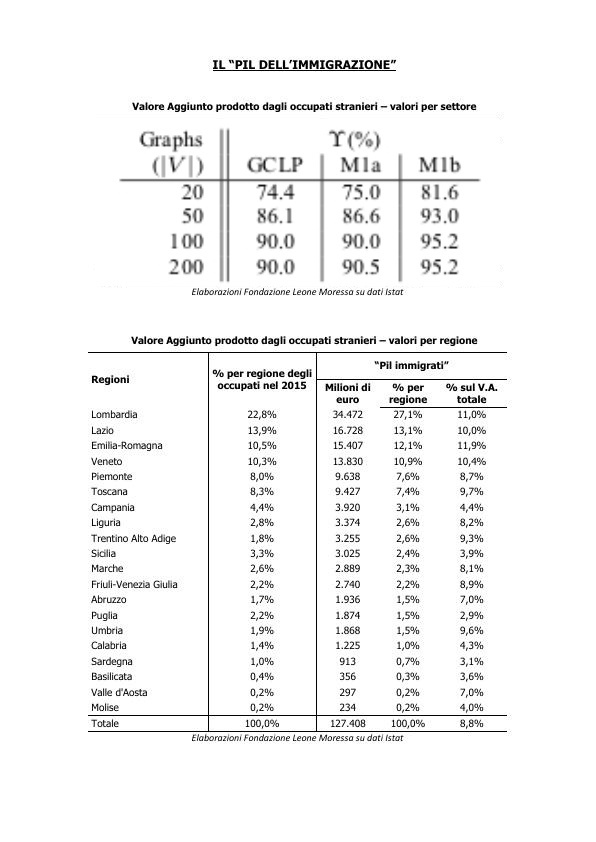 IL “PIL DELL’IMMIGRAZIONE”
Valore Aggiunto prodotto dagli occupati stranieri – valori per settore
Graphs ϒ(%)
(|V|) GCLP M1a M1b
20 74.4 75.0 81.6
50 86.1 86.6 93.0
100 90.0 90.0 95.2
200 90.0 90.5 95.2
Elaborazioni Fondazione Leone Moressa su dati Istat
Valore Aggiunto prodotto dagli occupati stranieri – valori per regione
Regioni % per regione degli occupati nel 2015 “Pil immigrati”
Milioni di euro % per regione % sul V.A. totale
Lombardia 22,8% 34.472 27,1% 11,0%
Lazio 13,9% 16.728 13,1% 10,0%
Emilia-Romagna 10,5% 15.407 12,1% 11,9%
Veneto 10,3% 13.830 10,9% 10,4%
Piemonte 8,0% 9.638 7,6% 8,7%
Toscana 8,3% 9.427 7,4% 9,7%
Campania 4,4% 3.920 3,1% 4,4%
Liguria 2,8% 3.374 2,6% 8,2%
Trentino Alto Adige 1,8% 3.255 2,6% 9,3%
Sicilia 3,3% 3.025 2,4% 3,9%
Marche 2,6% 2.889 2,3% 8,1%
Friuli-Venezia Giulia 2,2% 2.740 2,2% 8,9%
Abruzzo 1,7% 1.936 1,5% 7,0%
Puglia 2,2% 1.874 1,5% 2,9%
Umbria 1,9% 1.868 1,5% 9,6%
Calabria 1,4% 1.225 1,0% 4,3%
Sardegna 1,0% 913 0,7% 3,1%
Basilicata 0,4% 356 0,3% 3,6%
Valle d'Aosta 0,2% 297 0,2% 7,0%
Molise 0,2% 234 0,2% 4,0%
Totale 100,0% 127.408 100,0% 8,8%
Elaborazioni Fondazione Leone Moressa su dati Istat